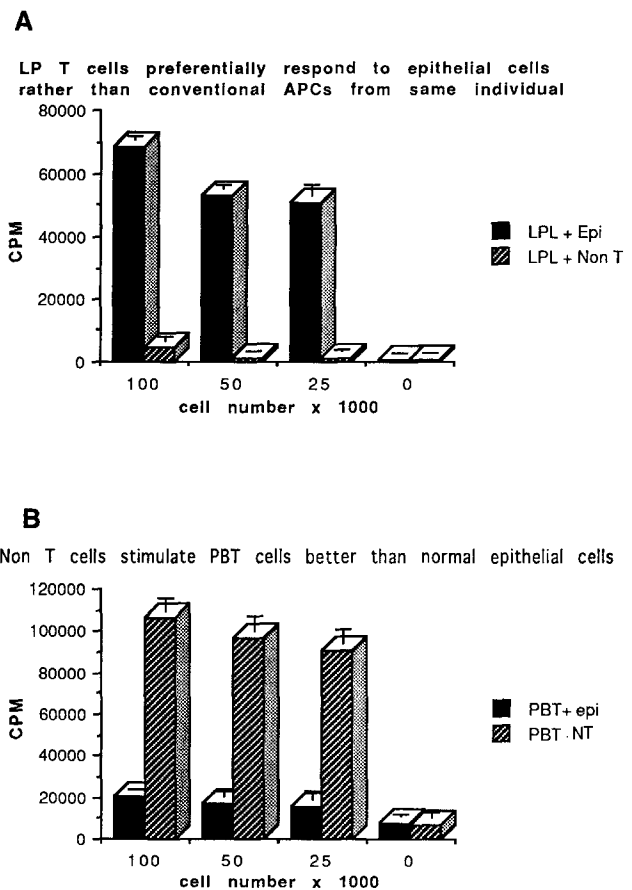 A
LP T cells preferentially respond to epithelial cells
rather than conventional APCs from same individual
80000
60000
40000
20000
0
CPM
100 50 25 0
cell number x 1000
LPL + Epi
LPL + Non T
B
Non T cells stimulate PBT cells better than normal epithelial cells
120000
100000
80000
60000
40000
20000
0
CPM
100 50 25 0
cell number x 1000
PBT+ epi
PBT · NT